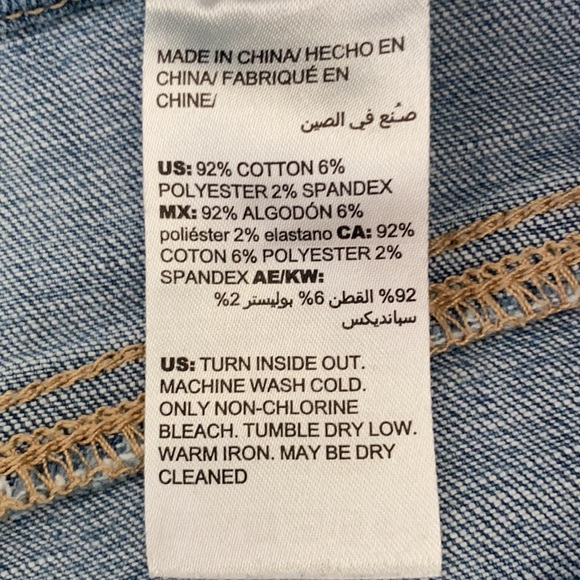 MADE IN CHINA/ HECHO EN
CHINA/ FABRIQUÉ EN
CHINE/
صُنع في الصين
US: 92% COTTON 6%
POLYESTER 2% SPANDEX
MX: 92% ALGODÓN 6%
poliéster 2% elastano CA: 92%
COTON 6% POLYESTER 2%
SPANDEX AE/KW:
92% القطن 6% بوليستر 2%
سبانديكس
US: TURN INSIDE OUT.
MACHINE WASH COLD.
ONLY NON-CHLORINE
BLEACH. TUMBLE DRY LOW.
WARM IRON. MAY BE DRY
CLEANED